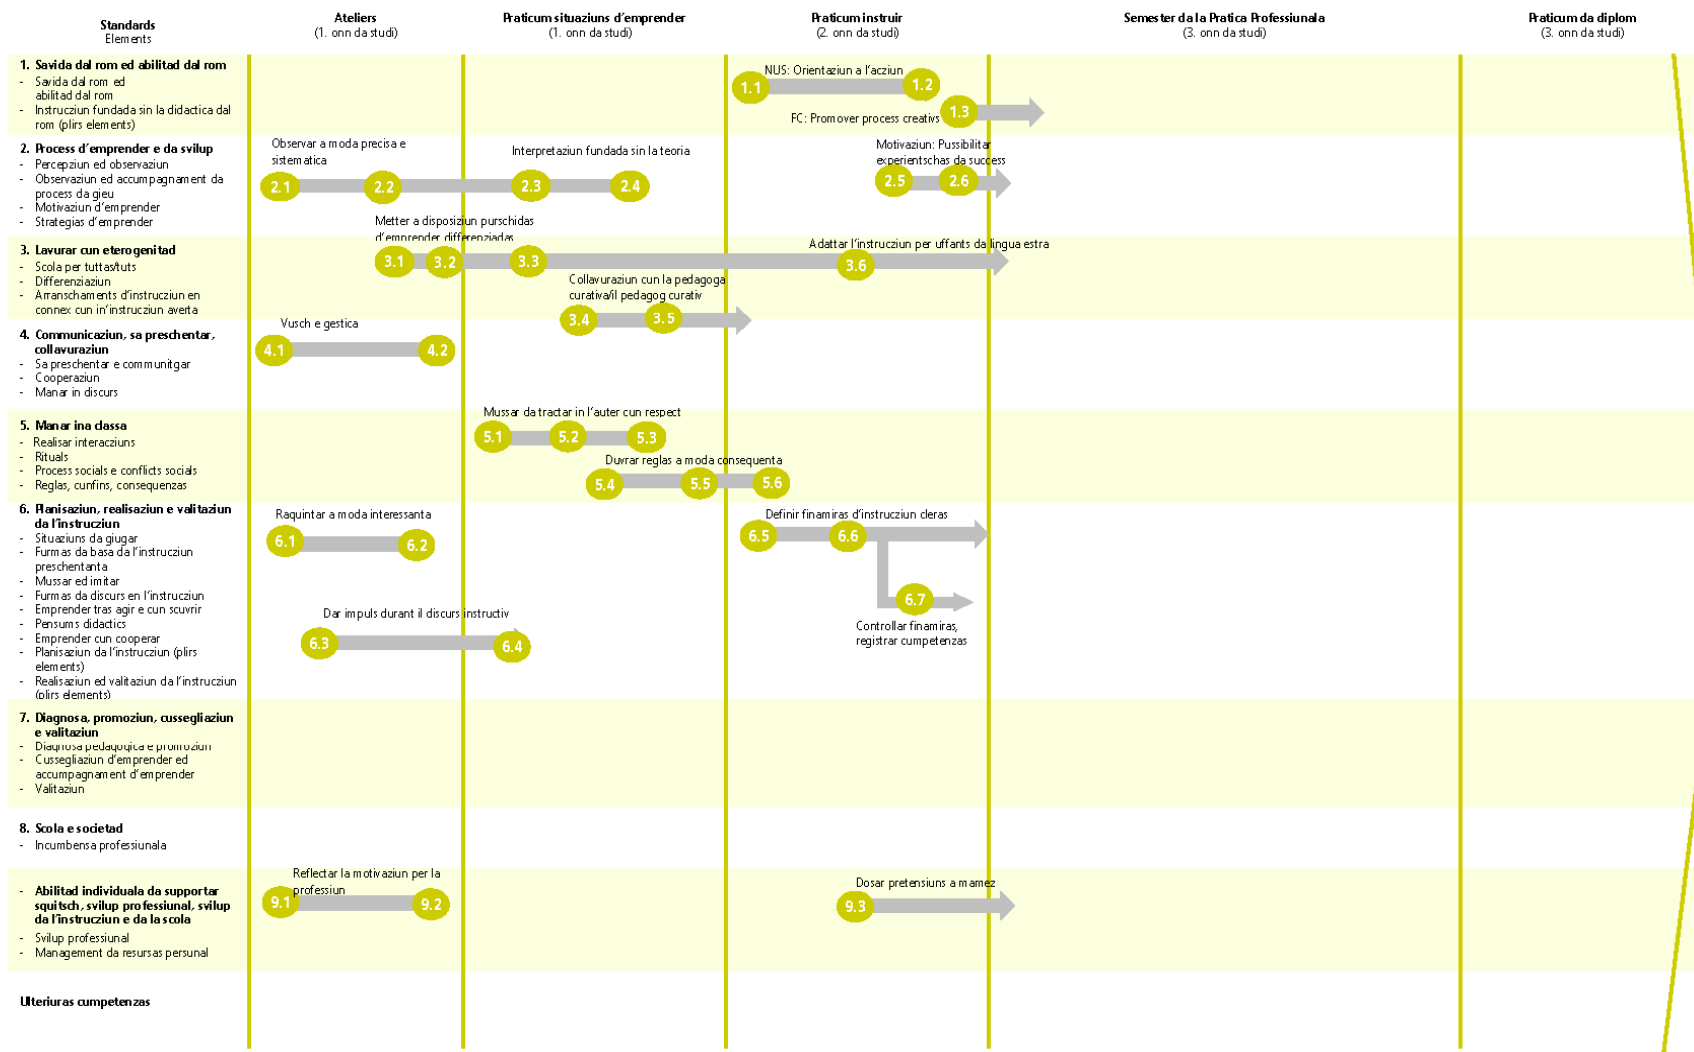 Standards
Elements
Ateliers
(1. onn da studi)
Praticum situaziuns d'emprender
(1. onn da studi)
Praticum instruir
(2. onn da studi)
Semester da la Pratica Professiunala
(3. onn da studi)
Praticum da diplom
(3. onn da studi)
1. Savida dal rom ed abilitad dal rom
- Savida dal rom ed
abilitad dal rom
- Instrucziun fundada sin la didactica dal
rom (plirs elements)
NUS: Orientaziun a l'acziun
1.1
1.2
FC: Promover process creativs
1.3
2. Process d'emprender e da svilup
- Percepziun ed observaziun
- Observaziun ed accumpagnament da
process da gieu
- Motivaziun d'emprender
- Strategias d'emprender
Observar a moda precisa e
sistematica
2.1
2.2
Interpretaziun fundada sin la teoria
2.3
2.4
Motivaziun: Pussibilitar
experientschas da success
2.5
2.6
3. Lavurar cun eterogenitad
- Scola per tuttas/tuts
- Differenziaziun
- Arranschaments d'instrucziun en
connex cun in'instrucziun averta
Metter a disposiziun purschidas
d'emprender differenziadas
3.1
3.2
3.3
Adattar l'instrucziun per uffants da lingua estra
3.6
Collavuraziun cun la pedagoga
curativa/il pedagog curativ
3.4
3.5
4. Communicaziun, sa preschentar,
collavuraziun
- Sa preschentar e communitgar
- Cooperaziun
- Manar in discurs
Vusch e gestica
4.1
4.2
5. Manar ina classa
- Realisar interacziuns
- Rituals
- Process socials e conflicts socials
- Reglas, cunfins, consequenzas
Mussar da tractar in l'auter cun respect
5.1
5.2
5.3
Duvrar reglas a moda consequenta
5.4
5.5
5.6
6. Planisaziun, realisaziun e valitaziun
da l'instrucziun
- Situaziuns da giugar
- Furmas da basa da l'instrucziun
preschentanta
- Mussar ed imitar
- Furmas da discurs en l'instrucziun
- Emprender tras agir e cun scuvrir
- Pensums didactics
- Emprender cun cooperar
- Planisaziun da l'instrucziun (plirs
elements)
- Realisaziun ed valitaziun da l'instrucziun
(plirs elements)
Raquintar a moda interessanta
6.1
6.2
Dar impuls durant il discurs instructiv
6.3
6.4
Definir finamiras d'instrucziun cleras
6.5
6.6
6.7
Controllar finamiras,
registrar cumpetenzas
7. Diagnosa, promoziun, cussegliaziun
e valitaziun
- Diagnosa pedagogica e promoziun
- Cussegliaziun d'emprender ed
accumpagnament d'emprender
- Valitaziun
8. Scola e societad
- Incumbensa professiunala
- Abilitad individuala da supportar
squitsch, svilup professiunal, svilup
da l'instrucziun e da la scola
- Svilup professiunal
- Management da resursas persunal
Reflectar la motivaziun per la
professiun
9.1
9.2
Dosar pretensiuns a mamez
9.3
Ulteriuras cumpetenzas